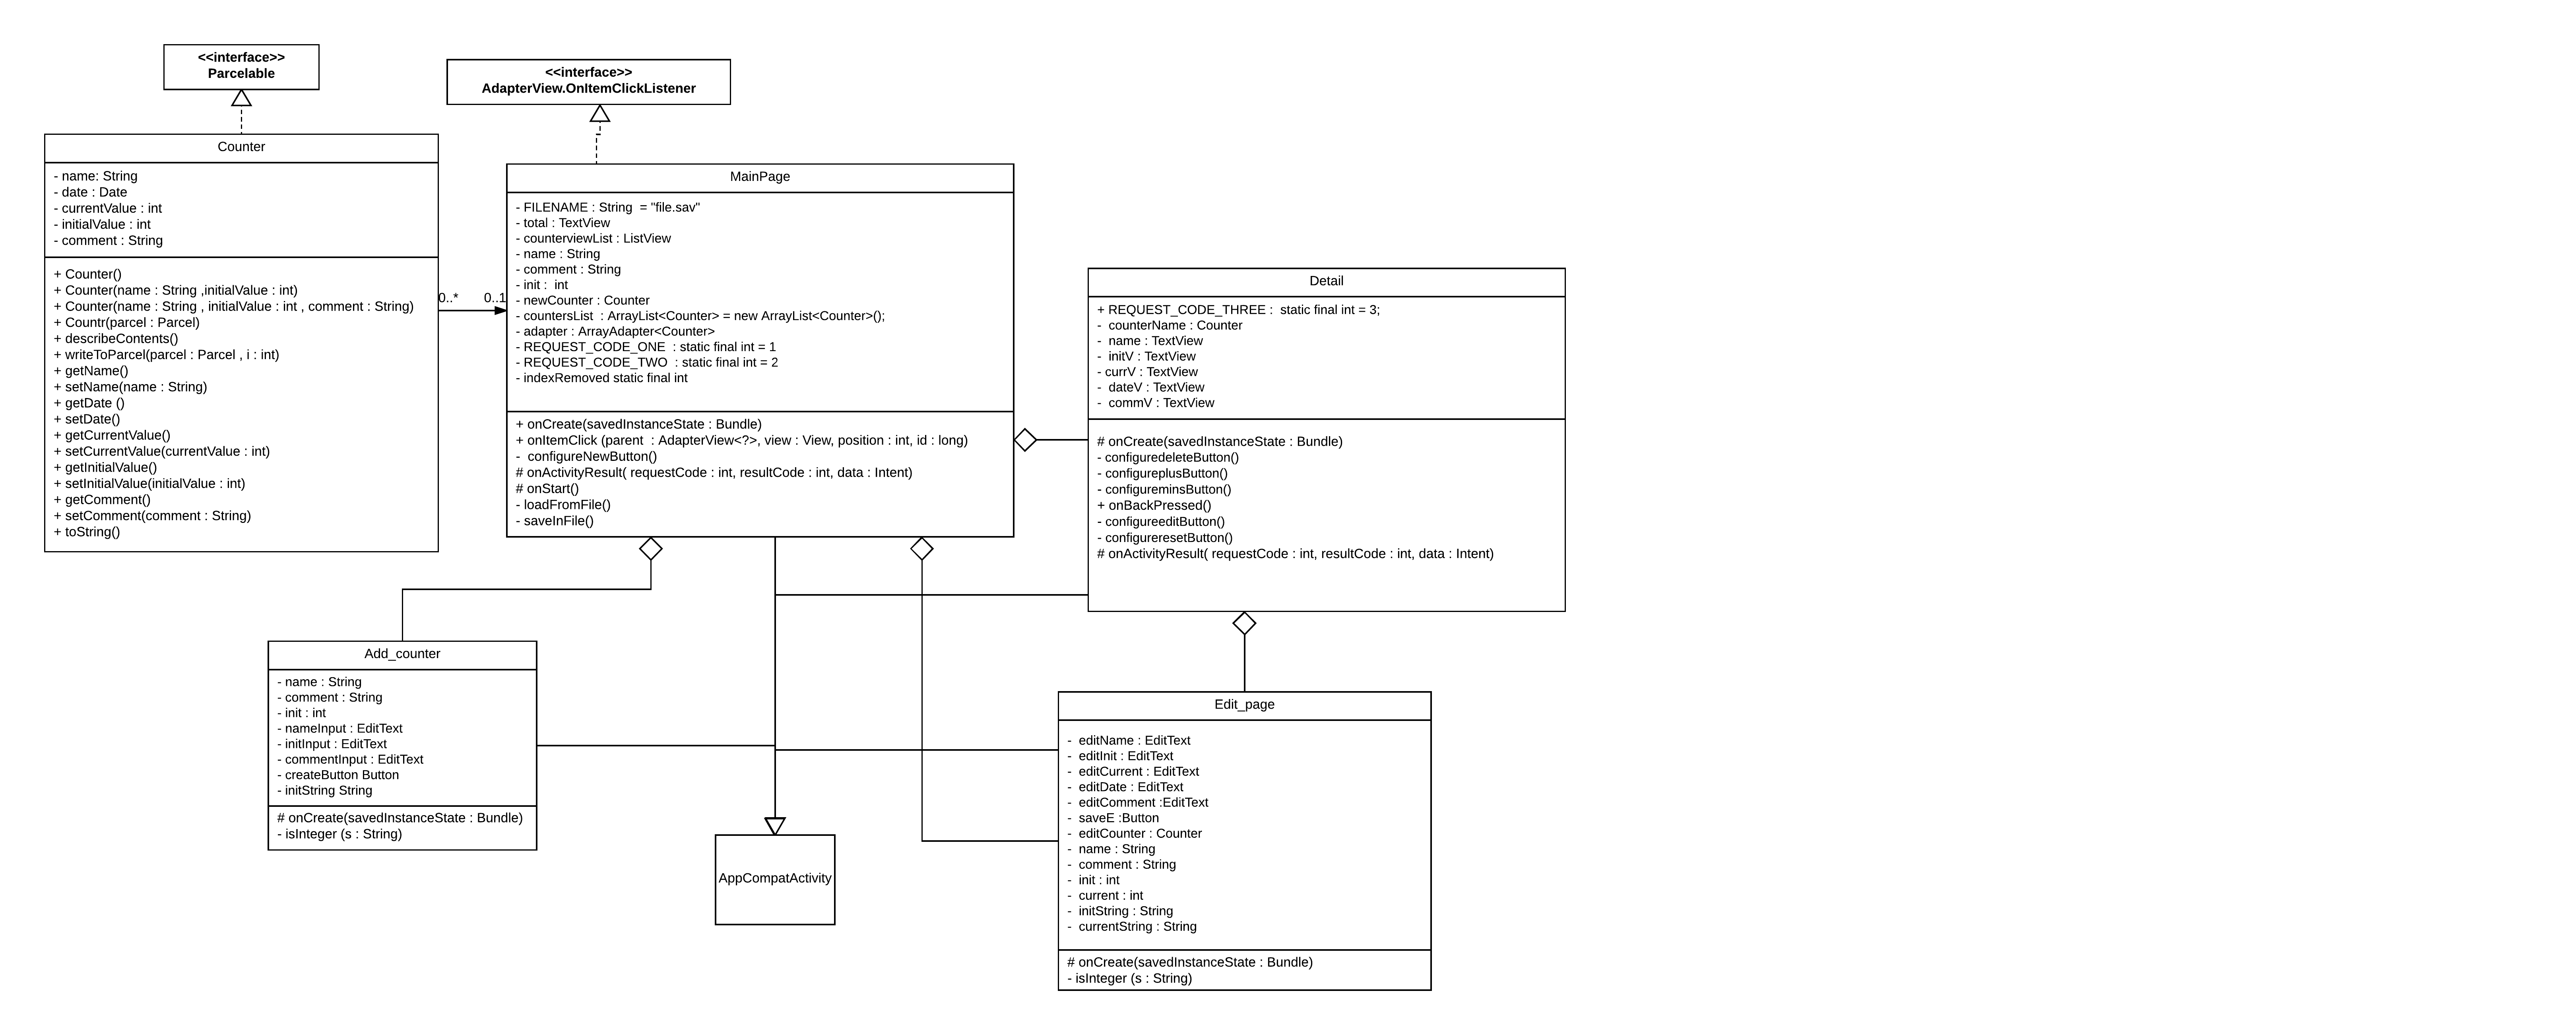 <<interface>>
Parcelable
<<interface>>
AdapterView.OnItemClickListener
Counter
- name: String
- date : Date
- currentValue : int
- initialValue : int
- comment : String
+ Counter()
+ Counter(name : String ,initialValue : int)
+ Counter(name : String , initialValue : int , comment : String)
+ Countr(parcel : Parcel)
+ describeContents()
+ writeToParcel(parcel : Parcel , i : int)
+ getName()
+ setName(name : String)
+ getDate ()
+ setDate()
+ getCurrentValue()
+ setCurrentValue(currentValue : int)
+ getInitialValue()
+ setInitialValue(initialValue : int)
+ getComment()
+ setComment(comment : String)
+ toString()
0..*
0..1
MainPage
- FILENAME : String  = "file.sav"
- total : TextView
- counterviewList : ListView
- name : String
- comment : String
- init :  int
- newCounter : Counter
- countersList  : ArrayList<Counter> = new ArrayList<Counter>();
- adapter : ArrayAdapter<Counter>
- REQUEST_CODE_ONE  : static final int = 1
- REQUEST_CODE_TWO  : static final int = 2
- indexRemoved static final int
+ onCreate(savedInstanceState : Bundle)
+ onItemClick (parent  : AdapterView<?>, view : View, position : int, id : long)
-  configureNewButton()
# onActivityResult( requestCode : int, resultCode : int, data : Intent)
# onStart()
- loadFromFile()
- saveInFile()
Detail
+ REQUEST_CODE_THREE :  static final int = 3;
-  counterName : Counter
-  name : TextView
-  initV : TextView
- currV : TextView
-  dateV : TextView
-  commV : TextView
# onCreate(savedInstanceState : Bundle)
- configuredeleteButton()
- configureplusButton()
- configureminsButton()
+ onBackPressed()
- configureeditButton()
- configureresetButton()
# onActivityResult( requestCode : int, resultCode : int, data : Intent)
Add_counter
- name : String
- comment : String
- init : int
- nameInput : EditText
- initInput : EditText
- commentInput : EditText
- createButton Button
- initString String
# onCreate(savedInstanceState : Bundle)
- isInteger (s : String)
AppCompatActivity
Edit_page
-  editName : EditText
-  editInit : EditText
-  editCurrent : EditText
-  editDate : EditText
-  editComment :EditText
-  saveE :Button
-  editCounter : Counter
-  name : String
-  comment : String
-  init : int
-  current : int
-  initString : String
-  currentString : String
# onCreate(savedInstanceState : Bundle)
- isInteger (s : String)